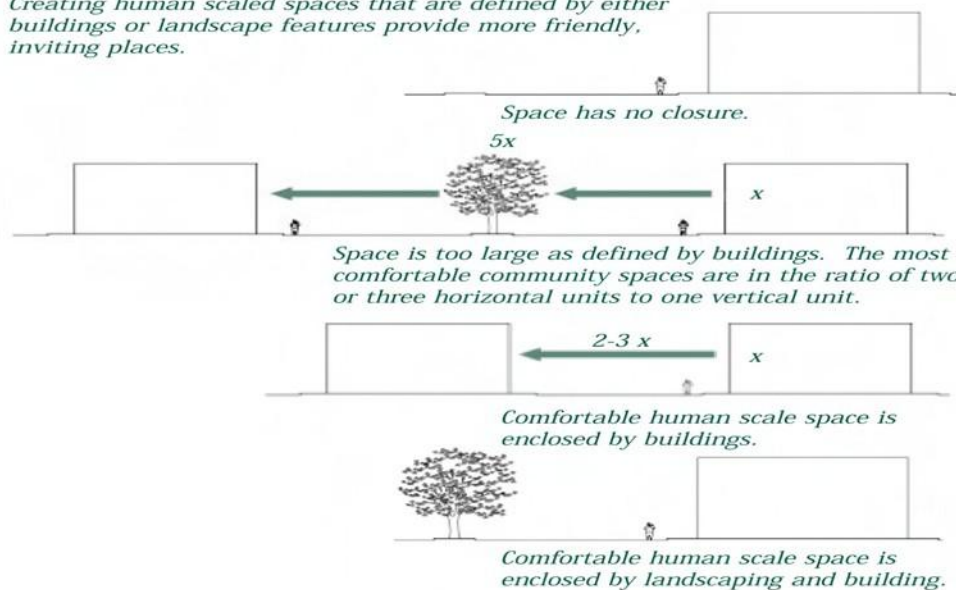 Creating human scaled spaces that are defined by either
buildings or landscape features provide more friendly,
inviting places.
Space has no closure.
5x
x
Space is too large as defined by buildings. The most
comfortable community spaces are in the ratio of two
or three horizontal units to one vertical unit.
2-3 x
x
Comfortable human scale space is
enclosed by buildings.
Comfortable human scale space is
enclosed by landscaping and building.